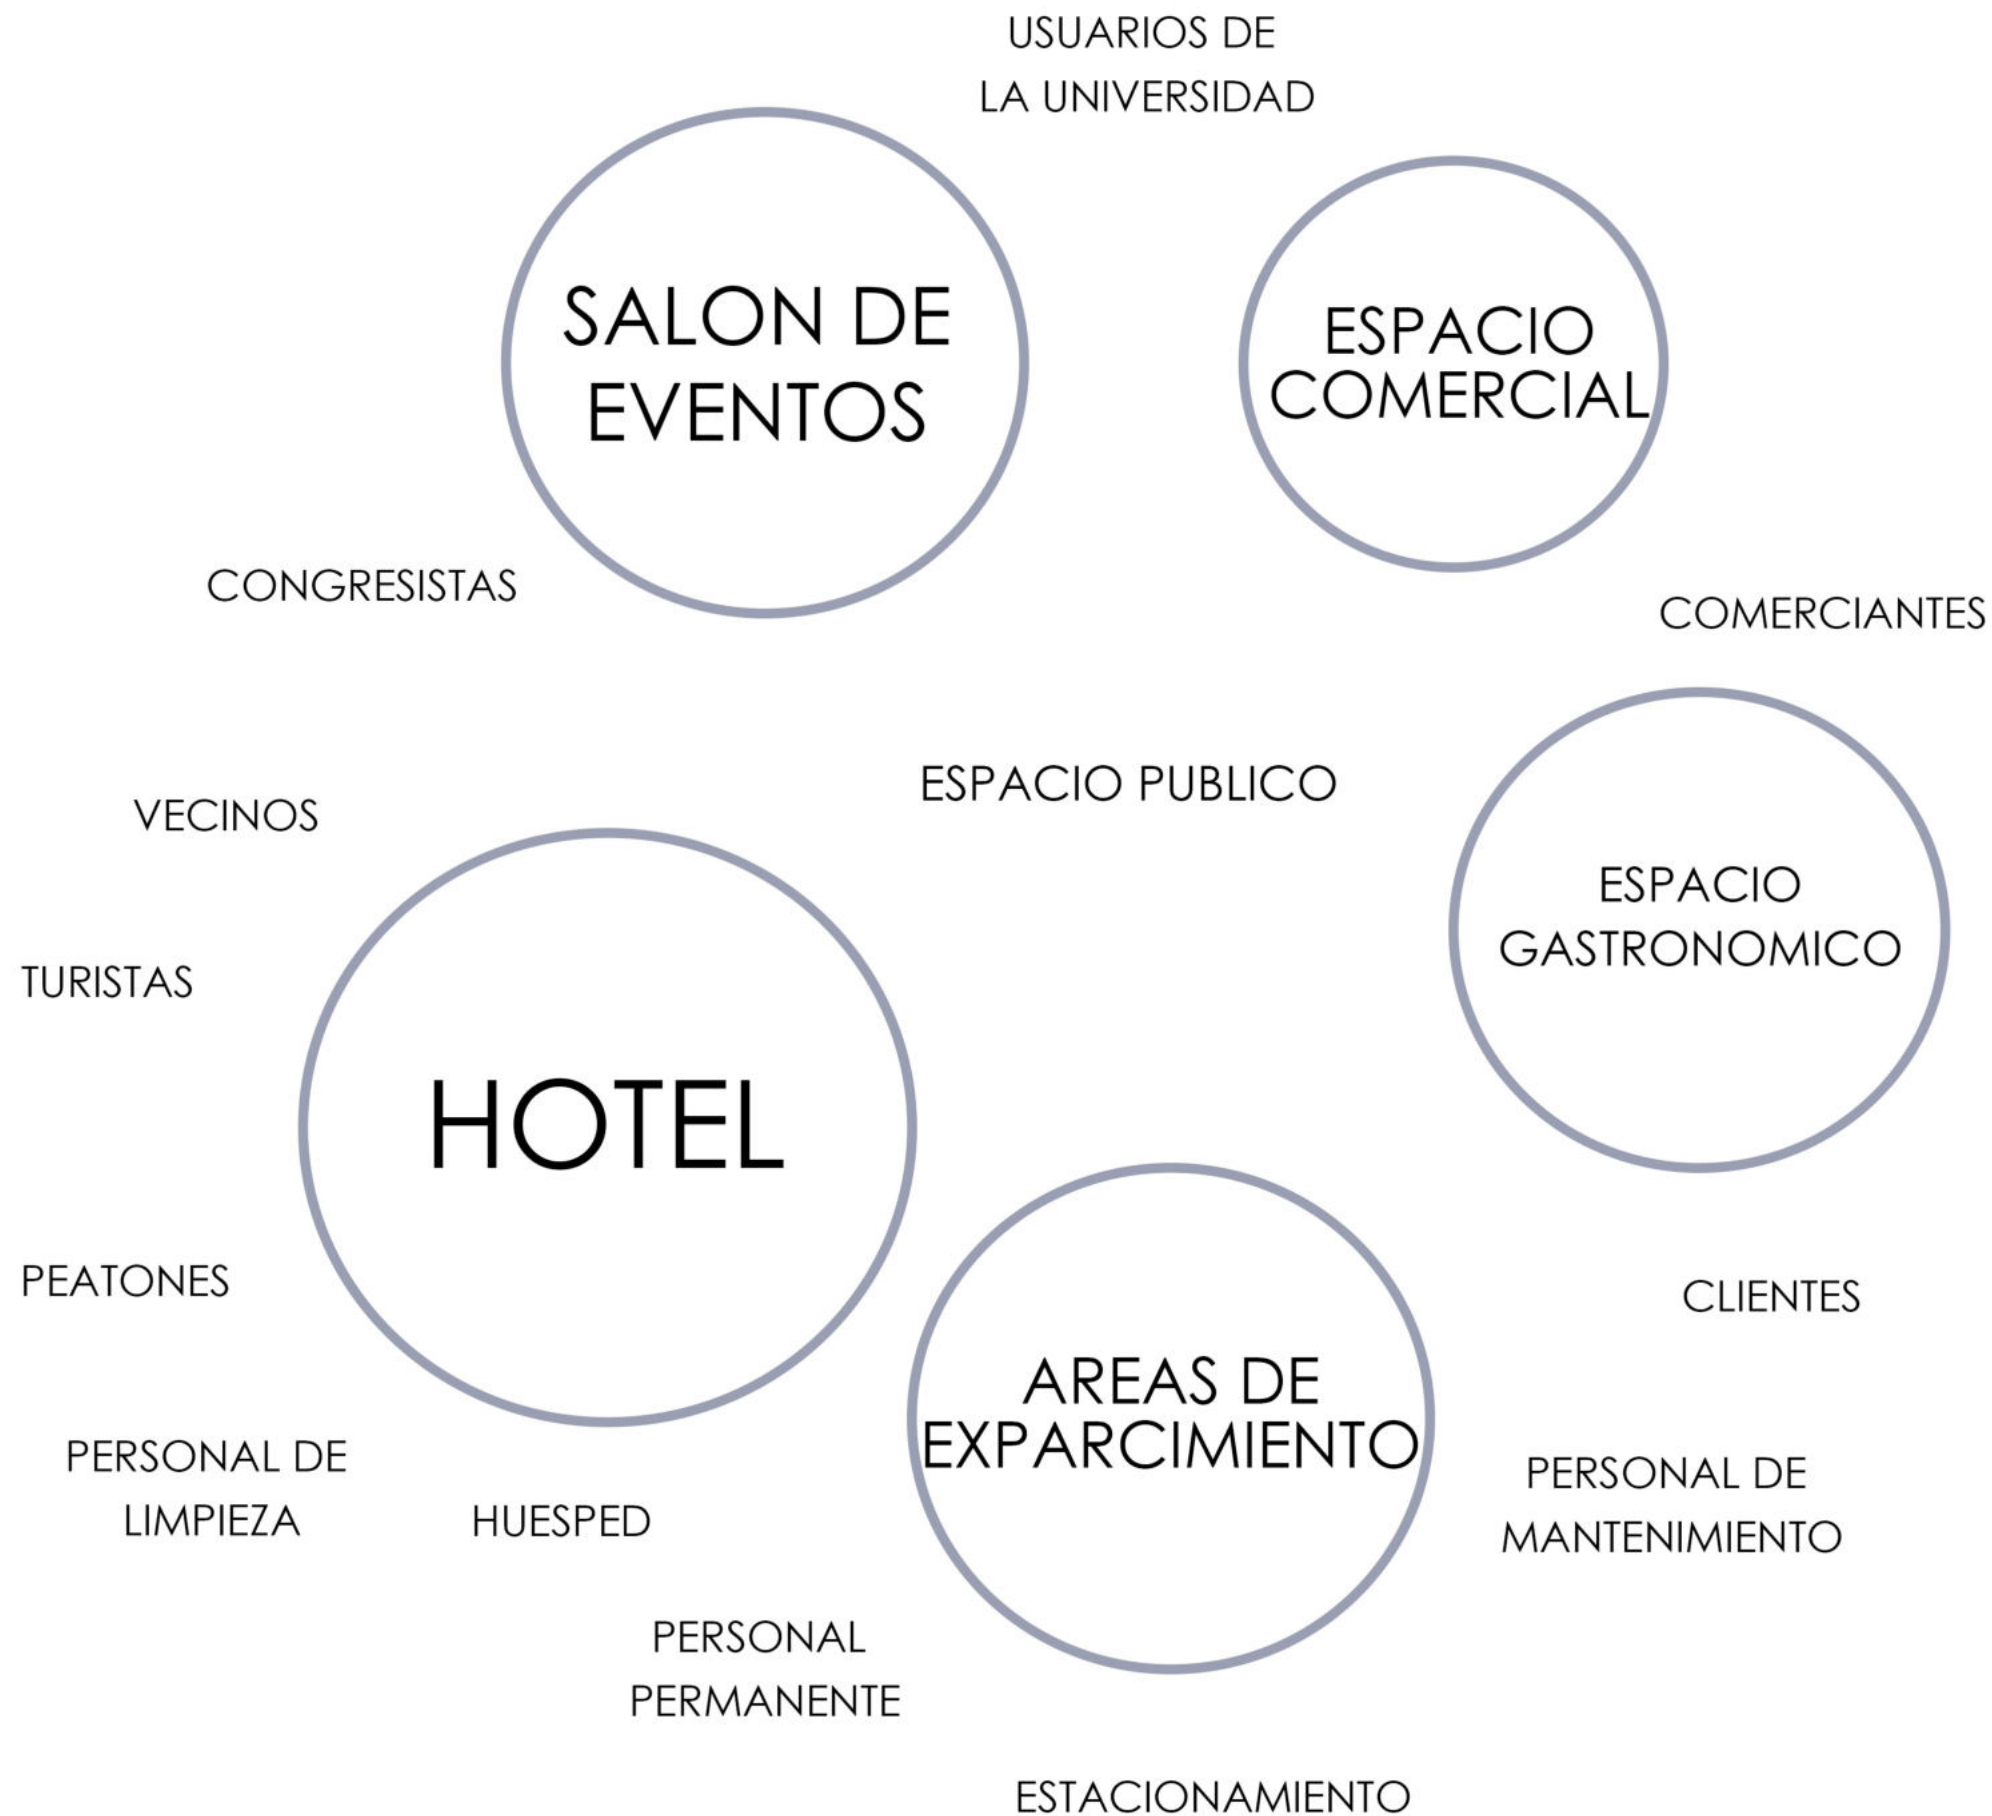 USUARIOS DE
LA UNIVERSIDAD
SALON DE
EVENTOS
ESPACIO
COMERCIAL
CONGRESISTAS
COMERCIANTES
ESPACIO PUBLICO
VECINOS
ESPACIO
GASTRONOMICO
TURISTAS
HOTEL
PEATONES
CLIENTES
AREAS DE
EXPARCIMIENTO
PERSONAL DE
LIMPIEZA
HUESPED
PERSONAL DE
MANTENIMIENTO
PERSONAL
PERMANENTE
ESTACIONAMIENTO